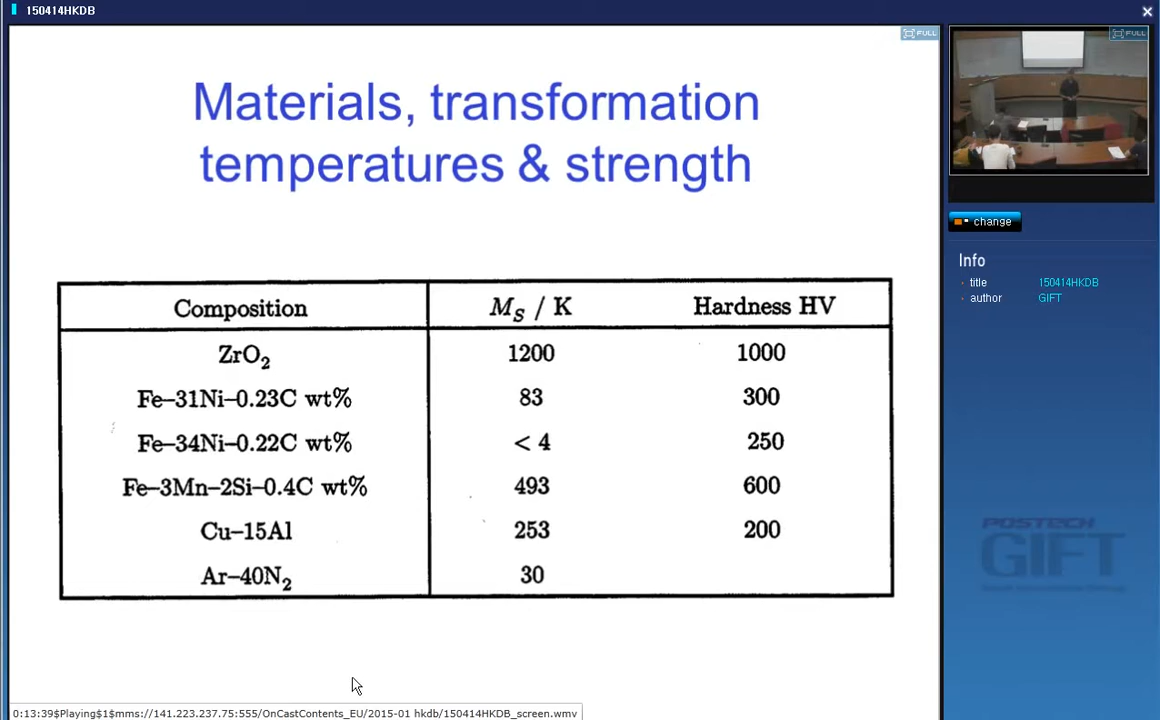 150414HKDB
FULL
FULL
Materials, transformation
temperatures & strength
Composition M_S / K Hardness HV
ZrO₂ 1200 1000
Fe–31Ni–0.23C wt% 83 300
Fe–34Ni–0.22C wt% < 4 250
Fe–3Mn–2Si–0.4C wt% 493 600
Cu–15Al 253 200
Ar–40N₂ 30
change
Info
title 150414HKDB
author GIFT
POSTECH
GIFT
0:13:39$Playing$1$mms://141.223.237.75:555/OnCastContents_EU/2015-01 hkdb/150414HKDB_screen.wmv